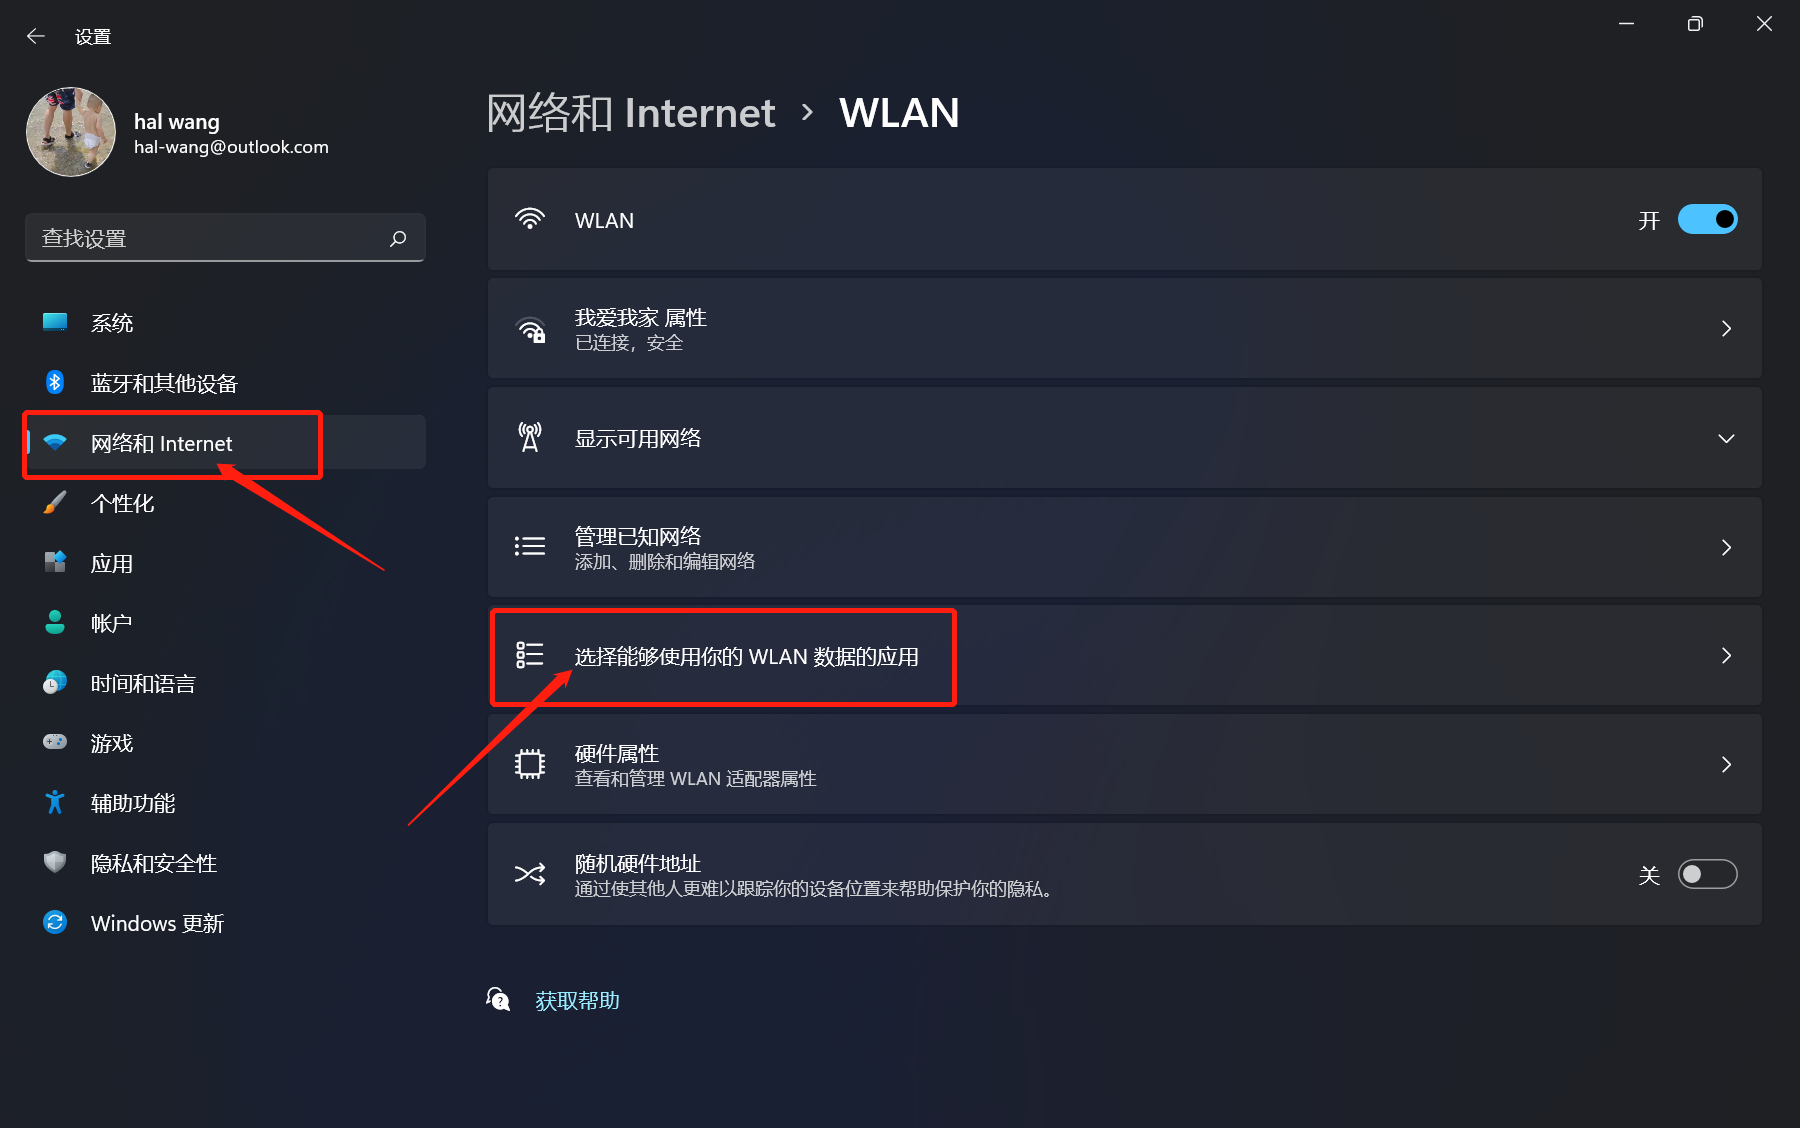 设置
hal wang
hal-wang@outlook.com
查找设置
系统
蓝牙和其他设备
网络和 Internet
个性化
应用
帐户
时间和语言
游戏
辅助功能
隐私和安全性
Windows 更新
网络和 Internet › WLAN
WLAN
开
我爱我家 属性
已连接，安全
显示可用网络
管理已知网络
添加、删除和编辑网络
选择能够使用你的 WLAN 数据的应用
硬件属性
查看和管理 WLAN 适配器属性
随机硬件地址
通过使其他人更难以跟踪你的设备位置来帮助保护你的隐私。
关
获取帮助